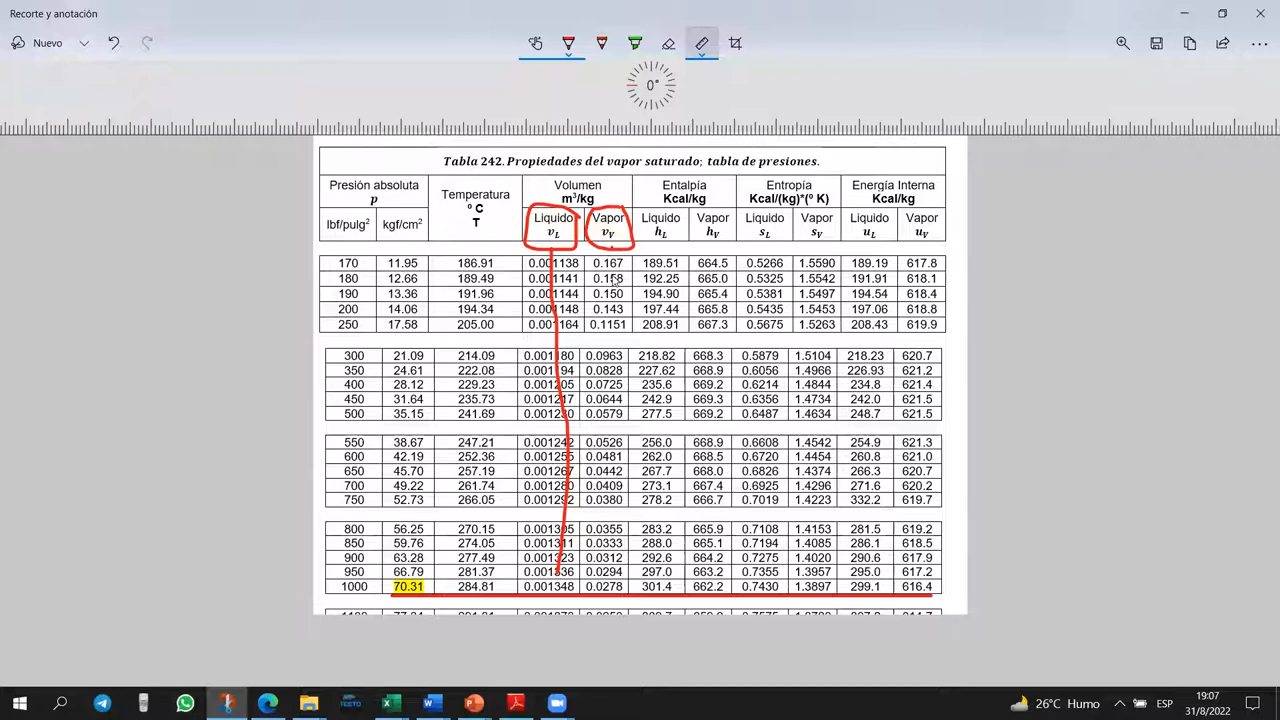 Recorte y anotación
Nuevo
0°
Tabla 242. Propiedades del vapor saturado; tabla de presiones.
Presión absoluta p Temperatura º C T Volumen m³/kg Entalpía Kcal/kg Entropía Kcal/(kg)*(º K) Energía Interna Kcal/kg
lbf/pulg² kgf/cm² Liquido vL Vapor vV Liquido hL Vapor hV Liquido sL Vapor sV Liquido uL Vapor uV
170 11.95 186.91 0.001138 0.167 189.51 664.5 0.5266 1.5590 189.19 617.8
180 12.66 189.49 0.001141 0.158 192.25 665.0 0.5325 1.5542 191.91 618.1
190 13.36 191.96 0.001144 0.150 194.90 665.4 0.5381 1.5497 194.54 618.4
200 14.06 194.34 0.001148 0.143 197.44 665.8 0.5435 1.5453 197.06 618.8
250 17.58 205.00 0.001164 0.1151 208.91 667.3 0.5675 1.5263 208.43 619.9
300 21.09 214.09 0.001180 0.0963 218.82 668.3 0.5879 1.5104 218.23 620.7
350 24.61 222.08 0.001194 0.0828 227.62 668.9 0.6056 1.4966 226.93 621.2
400 28.12 229.23 0.001205 0.0725 235.6 669.2 0.6214 1.4844 234.8 621.4
450 31.64 235.73 0.001217 0.0644 242.9 669.3 0.6356 1.4734 242.0 621.5
500 35.15 241.69 0.001230 0.0579 277.5 669.2 0.6487 1.4634 248.7 621.5
550 38.67 247.21 0.001242 0.0526 256.0 668.9 0.6608 1.4542 254.9 621.3
600 42.19 252.36 0.001255 0.0481 262.0 668.5 0.6720 1.4454 260.8 621.0
650 45.70 257.19 0.001267 0.0442 267.7 668.0 0.6826 1.4374 266.3 620.7
700 49.22 261.74 0.001280 0.0409 273.1 667.4 0.6925 1.4296 271.6 620.2
750 52.73 266.05 0.001292 0.0380 278.2 666.7 0.7019 1.4223 332.2 619.7
800 56.25 270.15 0.001305 0.0355 283.2 665.9 0.7108 1.4153 281.5 619.2
850 59.76 274.05 0.001311 0.0333 288.0 665.1 0.7194 1.4085 286.1 618.5
900 63.28 277.49 0.001323 0.0312 292.6 664.2 0.7275 1.4020 290.6 617.9
950 66.79 281.37 0.001336 0.0294 297.0 663.2 0.7355 1.3957 295.0 617.2
1000 70.31 284.81 0.001348 0.0278 301.4 662.2 0.7430 1.3897 299.1 616.4
26°C Humo ESP 19:07
31/8/2022